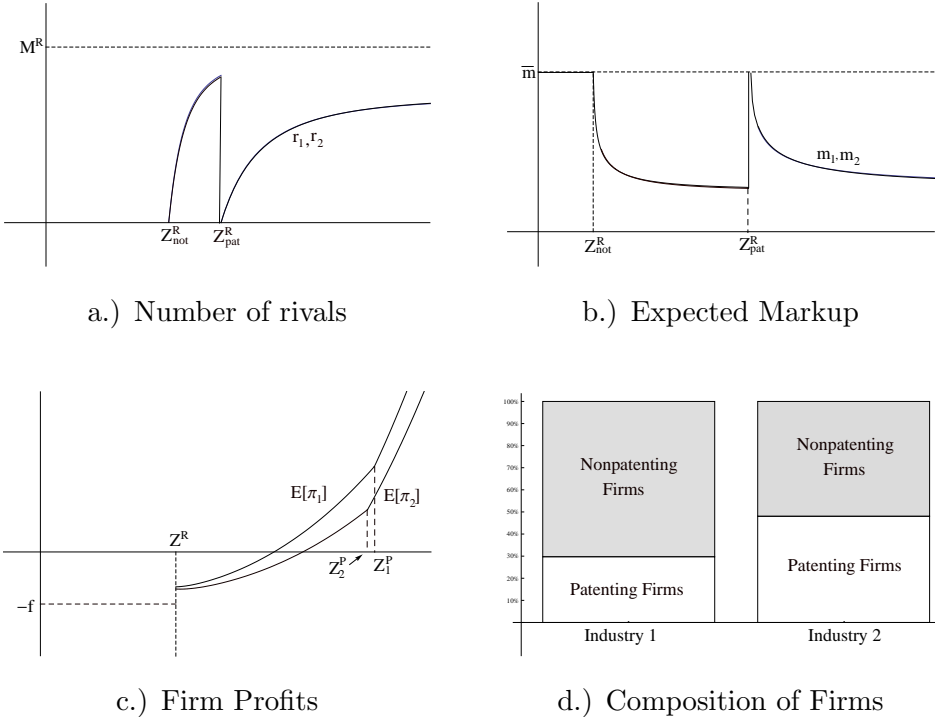 M^R
r_1,r_2
Z^R_not
Z^R_pat
a.) Number of rivals
m̅
m_1,m_2
Z^R_not
Z^R_pat
b.) Expected Markup
E[π_1]
E[π_2]
Z^R
Z^P_2
Z^P_1
−f
c.) Firm Profits
100%
90%
80%
70%
60%
50%
40%
30%
20%
10%
Nonpatenting
Firms
Patenting Firms
Nonpatenting
Firms
Patenting Firms
Industry 1
Industry 2
d.) Composition of Firms